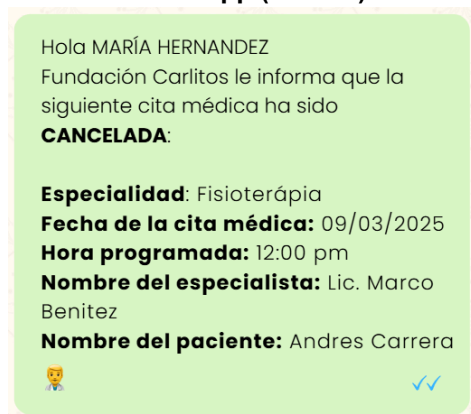 Hola MARÍA HERNANDEZ
Fundación Carlitos le informa que la
siguiente cita médica ha sido
CANCELADA:
Especialidad: Fisioterápia
Fecha de la cita médica: 09/03/2025
Hora programada: 12:00 pm
Nombre del especialista: Lic. Marco
Benitez
Nombre del paciente: Andres Carrera